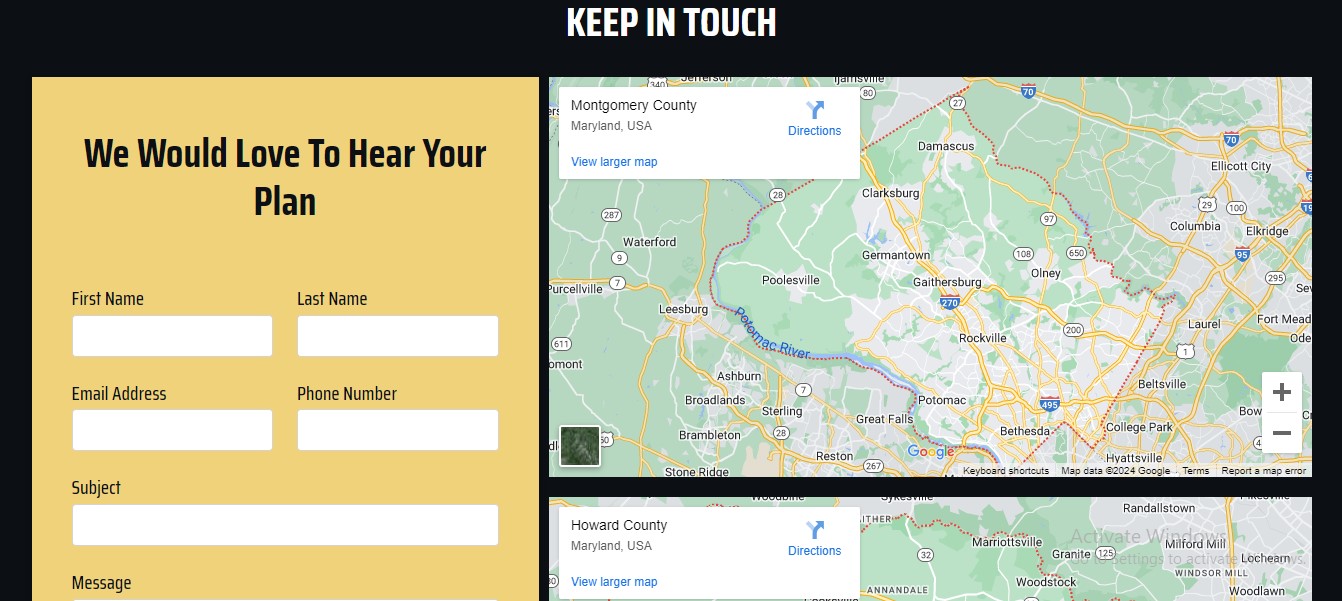 KEEP IN TOUCH
We Would Love To Hear Your
Plan
First Name
Last Name
Email Address
Phone Number
Subject
Message
Montgomery County
Maryland, USA
Directions
View larger map
340
Jefferson
Ijamsville
80
27
70
Damascus
70
Ellicott City
28
Clarksburg
29
100
287
97
Columbia
Elkridge
Waterford
9
Germantown
108
650
95
7
Poolesville
Olney
295
Purcellville
Gaithersburg
270
Leesburg
Potomac River
Laurel
Fort Mead
200
611
Rockville
1
Ashburn
7
Beltsville
Broadlands
Potomac
495
Sterling
Great Falls
College Park
Brambleton
28
Bethesda
50
Reston
267
Google
Hyattsville
Stone Ridge
Keyboard shortcuts
Map data ©2024 Google
Terms
Report a map error
Howard County
Maryland, USA
Directions
View larger map
Woodbine
Sykesville
Pikesville
Randallstown
Marriottsville
Activate Windows
32
Granite
125
Milford Mill
Go to Settings to activate Windows.
Lochearn
Woodstock
WINDSOR MILL
ANNANDALE
Woodlawn